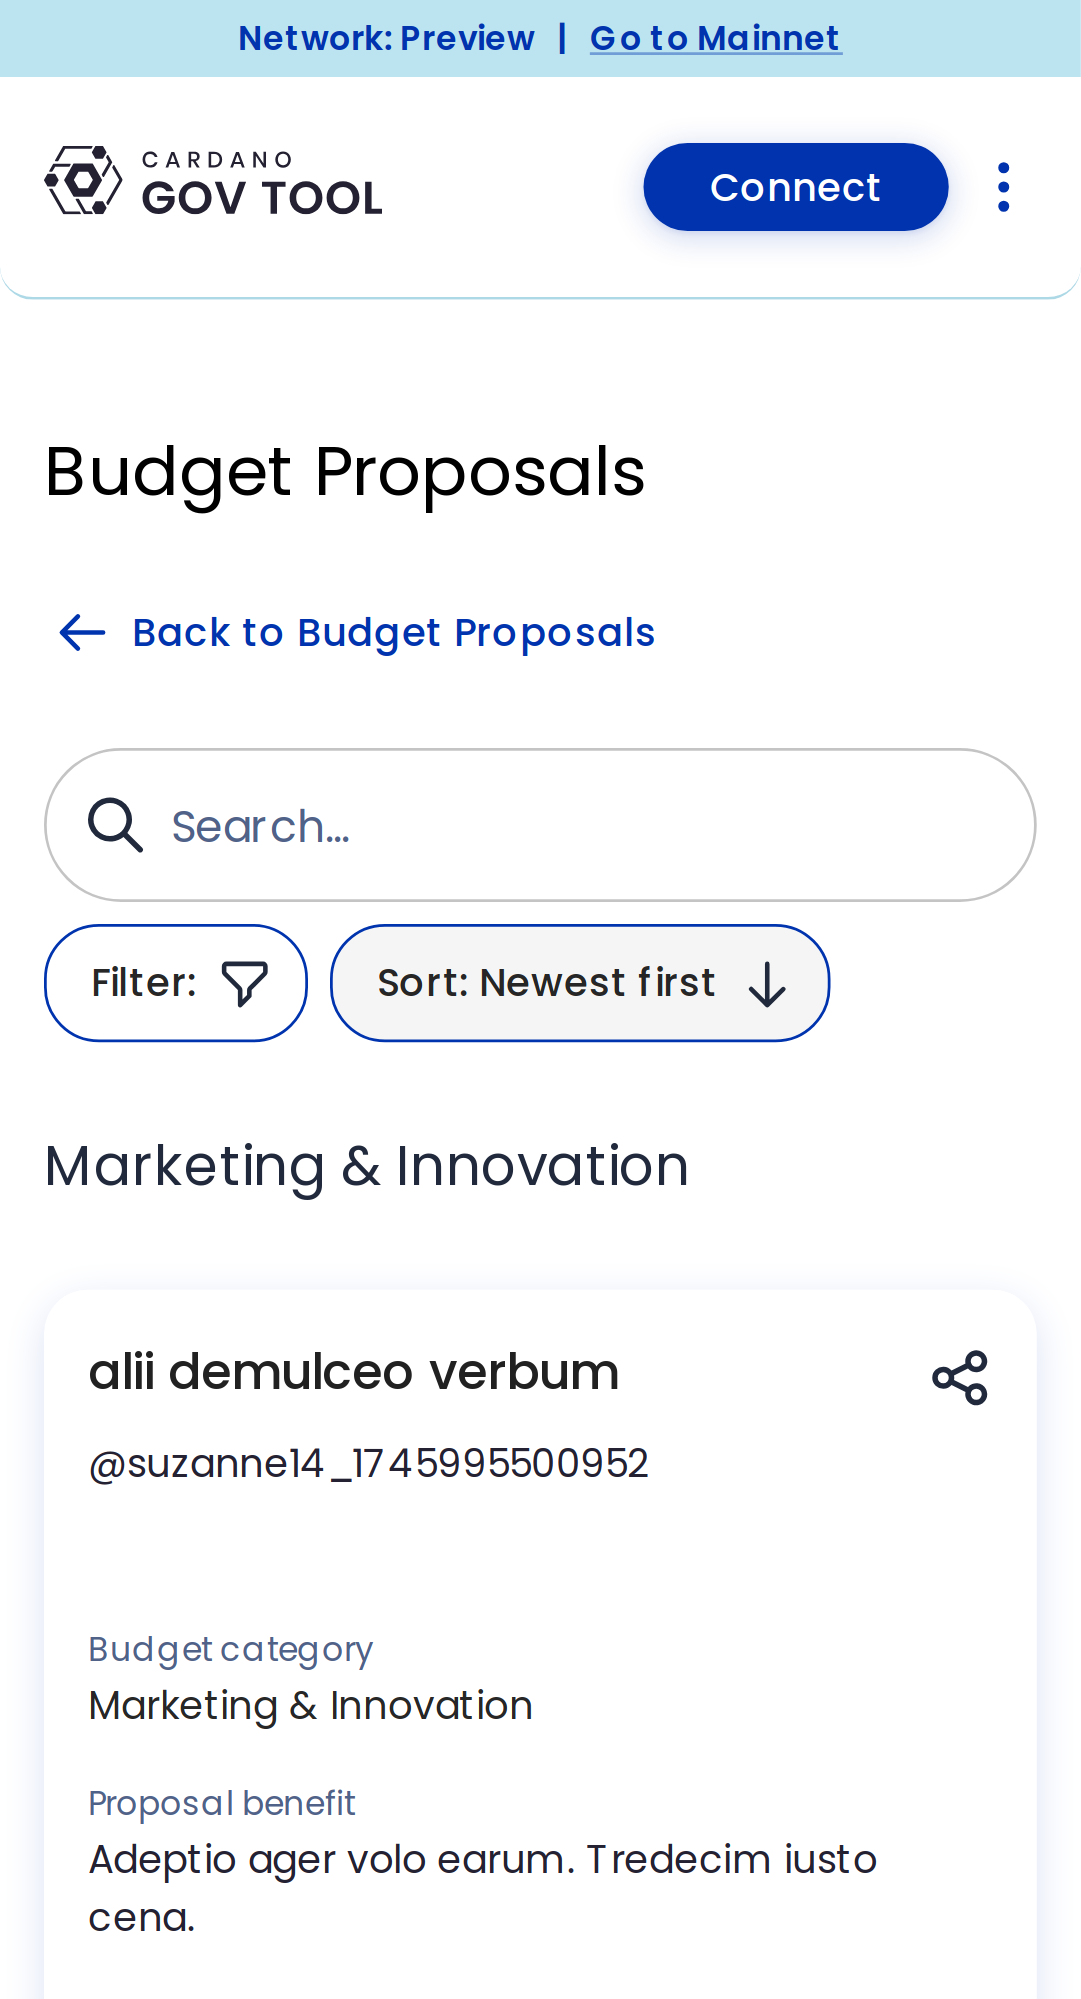 Network: Preview | Go to Mainnet
CARDANO
GOV TOOL
Connect
Budget Proposals
Back to Budget Proposals
Search...
Filter:
Sort: Newest first
Marketing & Innovation
alii demulceo verbum
@suzanne14_1745995500952
Budget category
Marketing & Innovation
Proposal benefit
Adeptio ager volo earum. Tredecim iusto
cena.